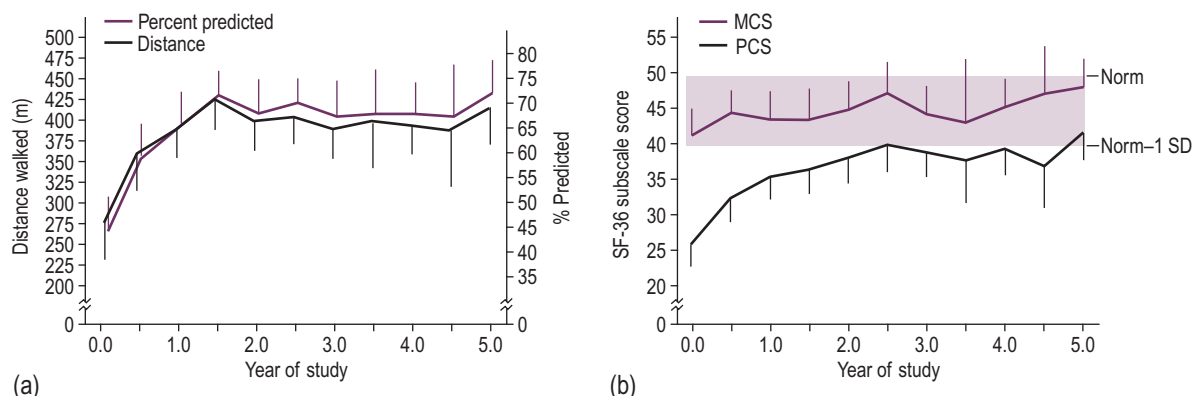 Percent predicted
Distance
500
475
450
425
400
375
350
325
300
275
250
225
200
0
Distance walked (m)
80
75
70
65
60
55
50
45
40
35
0
% Predicted
0.0 1.0 2.0 3.0 4.0 5.0
Year of study
(a)
MCS
PCS
55
50
45
40
35
30
25
20
0
SF-36 subscale score
Norm
Norm–1 SD
0.0 1.0 2.0 3.0 4.0 5.0
Year of study
(b)